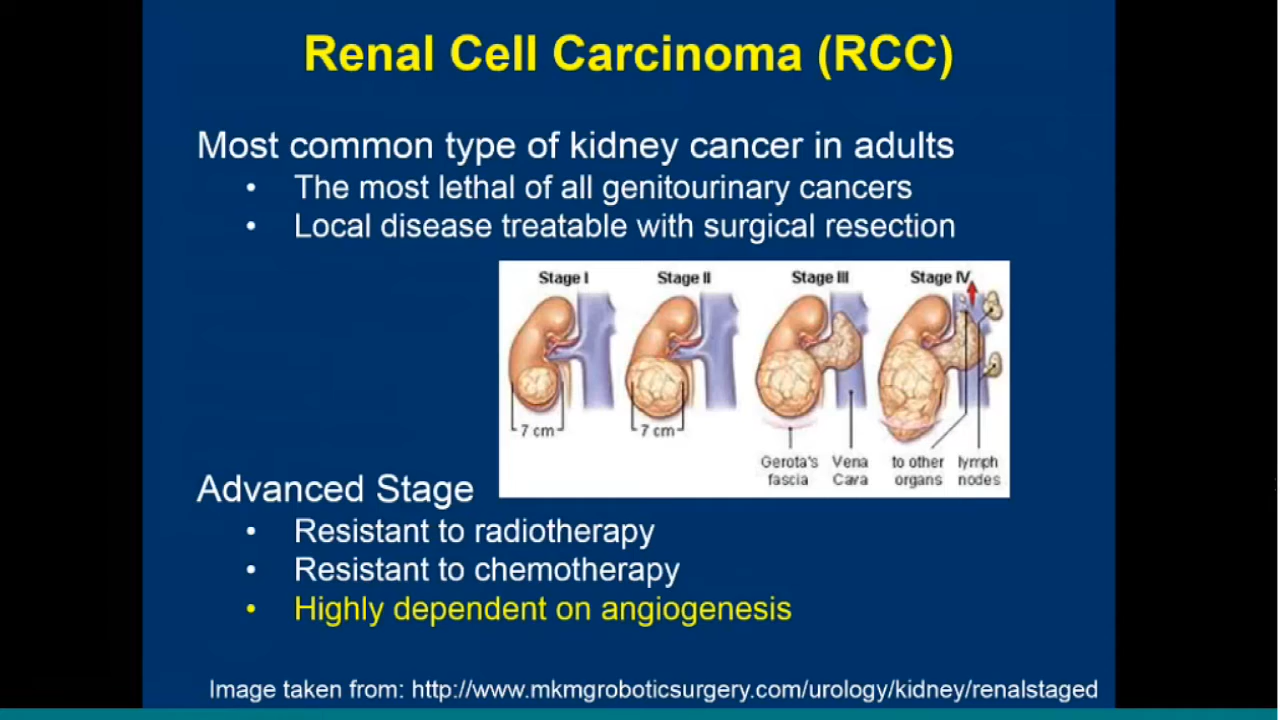 Renal Cell Carcinoma (RCC)
Most common type of kidney cancer in adults
• The most lethal of all genitourinary cancers
• Local disease treatable with surgical resection
Stage I Stage II Stage III Stage IV
7 cm 7 cm
Gerota's Vena to other lymph
fascia Cava organs nodes
Advanced Stage
• Resistant to radiotherapy
• Resistant to chemotherapy
• Highly dependent on angiogenesis
Image taken from: http://www.mkmgroboticsurgery.com/urology/kidney/renalstaged